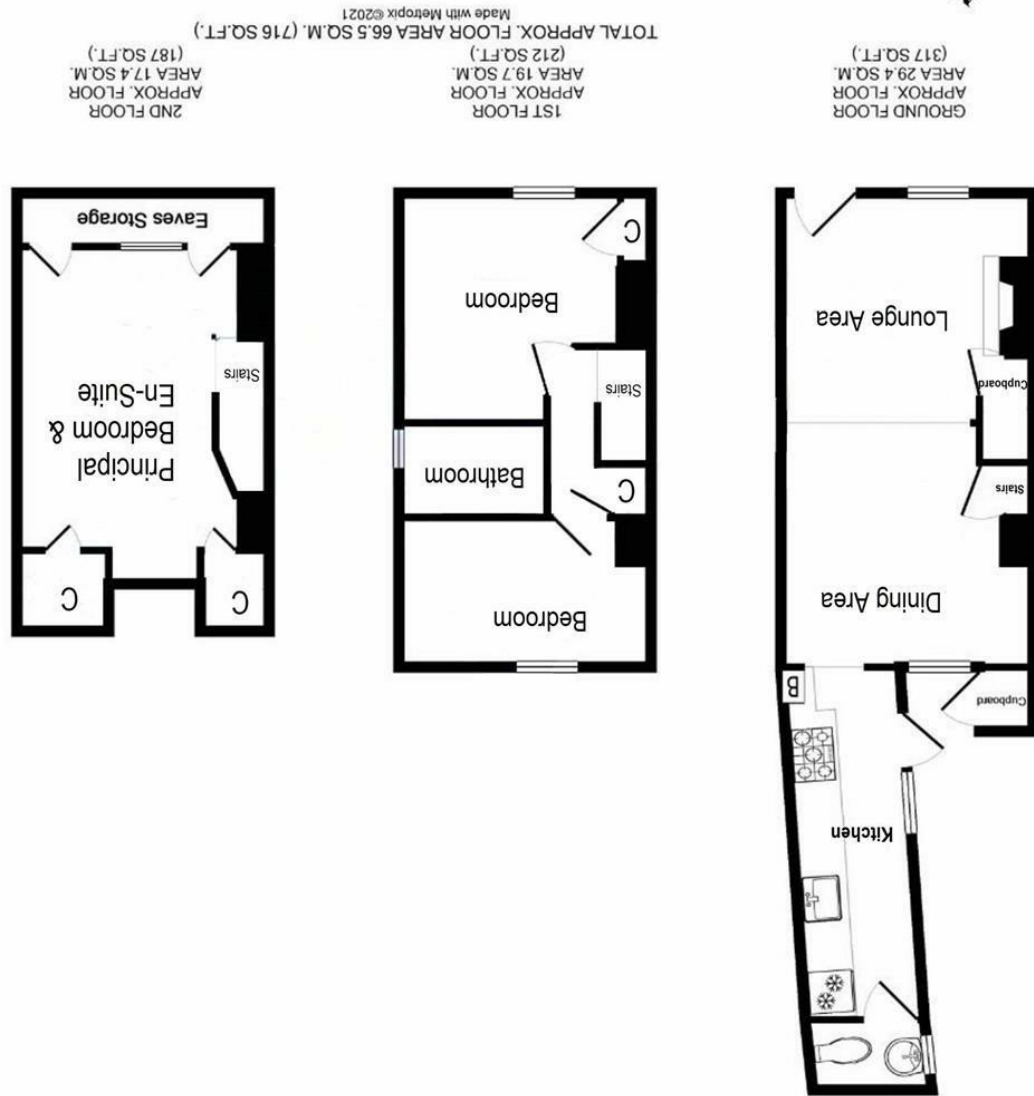 Kitchen
B
Cupboard
Dining Area
Stairs
Cupboard
Lounge Area
GROUND FLOOR
APPROX. FLOOR
AREA 29.4 SQ.M.
(317 SQ.FT.)
Bedroom
C
Bathroom
Stairs
Bedroom
C
1ST FLOOR
APPROX. FLOOR
AREA 19.7 SQ.M.
(212 SQ.FT.)
C
C
Principal
Bedroom &
En-Suite
Stairs
Eaves Storage
2ND FLOOR
APPROX. FLOOR
AREA 17.4 SQ.M.
(187 SQ.FT.)
TOTAL APPROX. FLOOR AREA 66.5 SQ.M. (716 SQ.FT.)
Made with Metropix ©2021